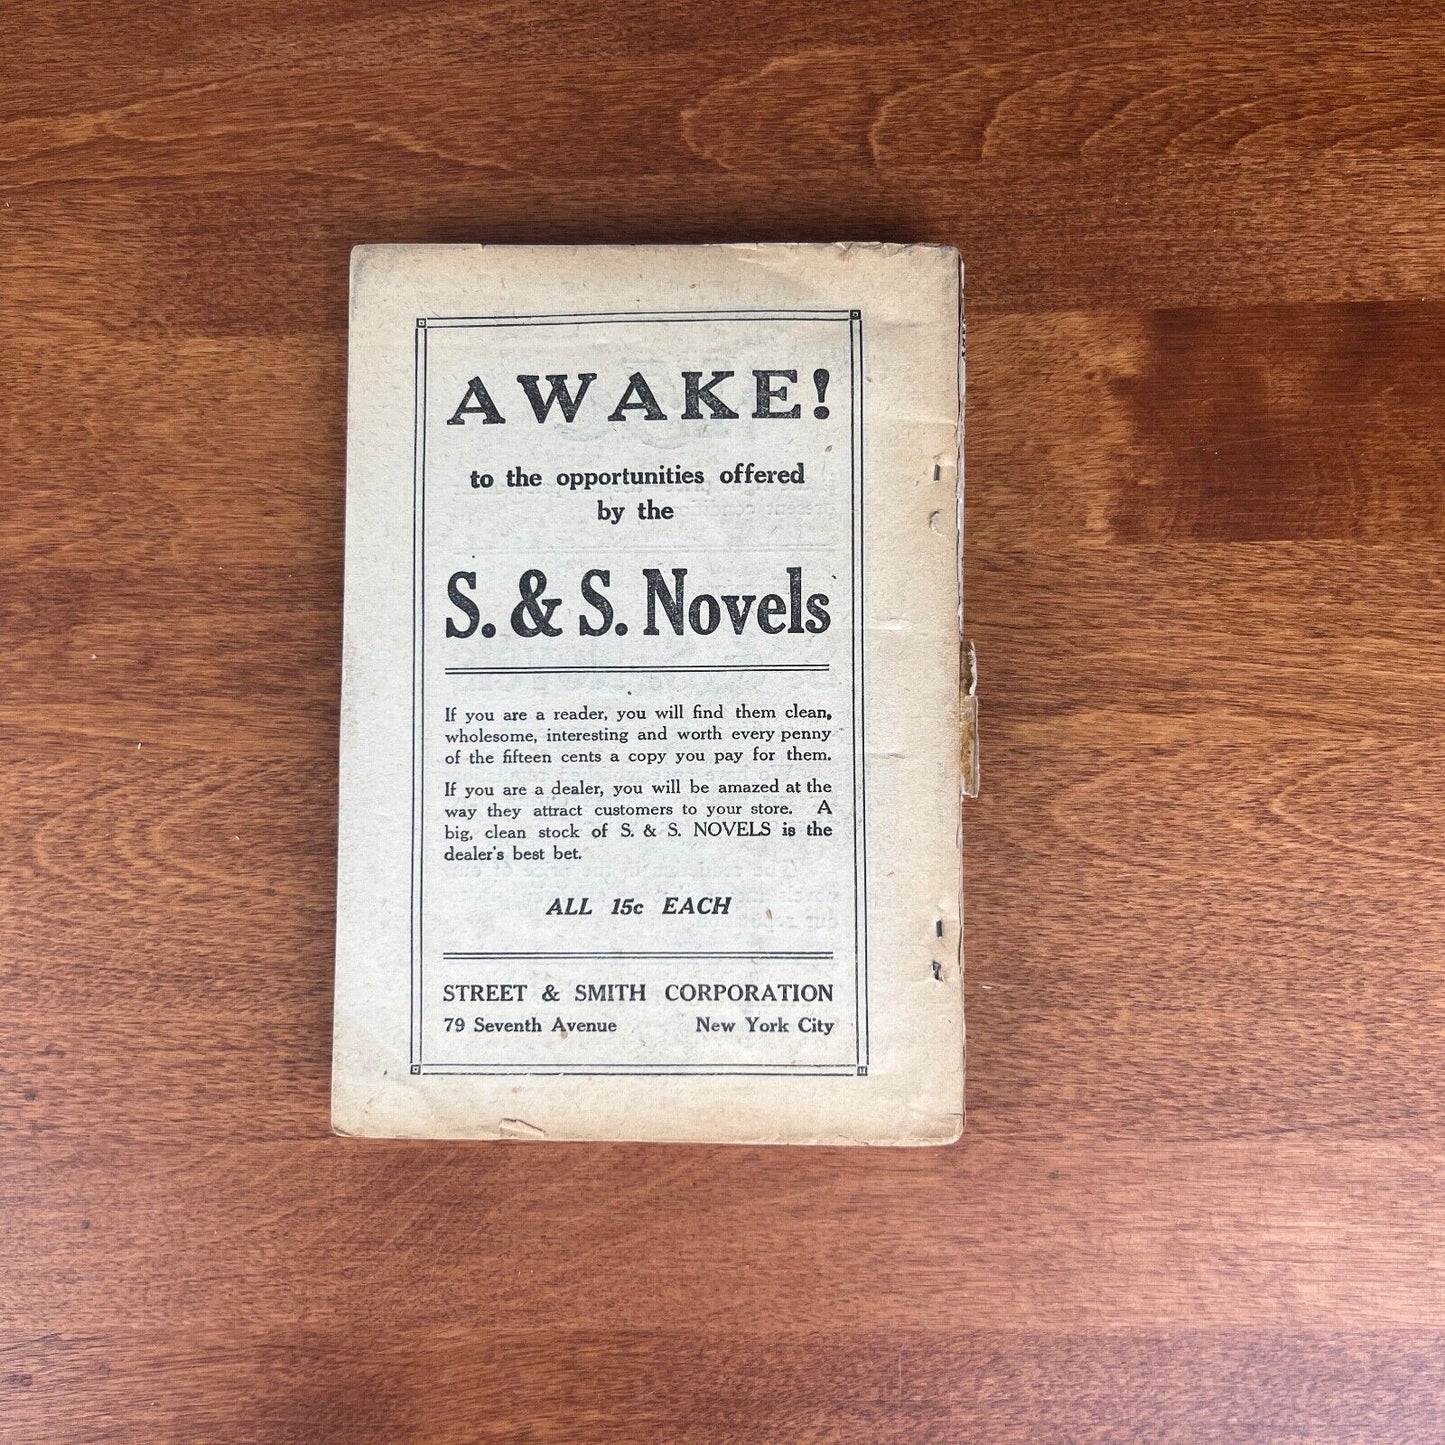 AWAKE!
to the opportunities offered
by the
S. & S. Novels
If you are a reader, you will find them clean,
wholesome, interesting and worth every penny
of the fifteen cents a copy you pay for them.
If you are a dealer, you will be amazed at the
way they attract customers to your store. A
big, clean stock of S. & S. NOVELS is the
dealer's best bet.
ALL 15c EACH
STREET & SMITH CORPORATION
79 Seventh Avenue New York City